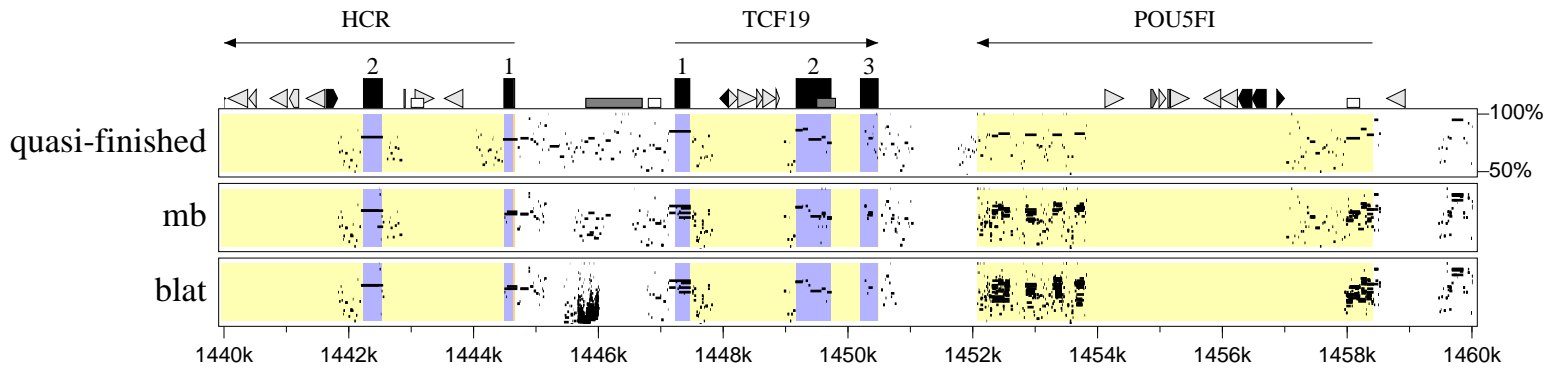 HCR TCF19 POU5FI
2 1 1 2 3
quasi-finished 100%
50%
mb
blat
1440k 1442k 1444k 1446k 1448k 1450k 1452k 1454k 1456k 1458k 1460k